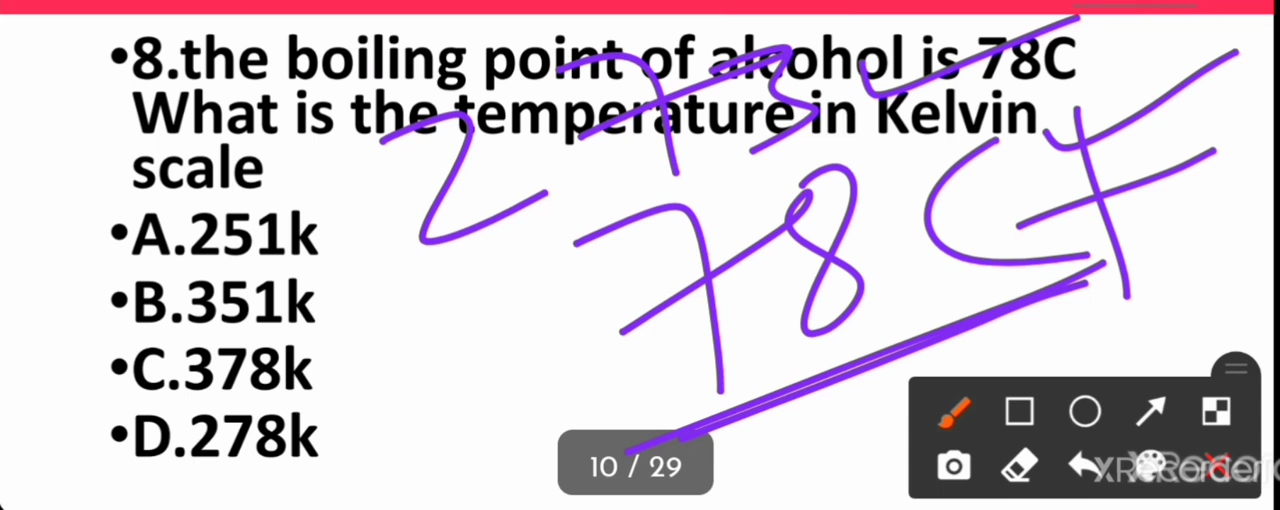 •8.the boiling point of alcohol is 78C
What is the temperature in Kelvin
scale
•A.251k
•B.351k
•C.378k
•D.278k
273
78 C +
10 / 29